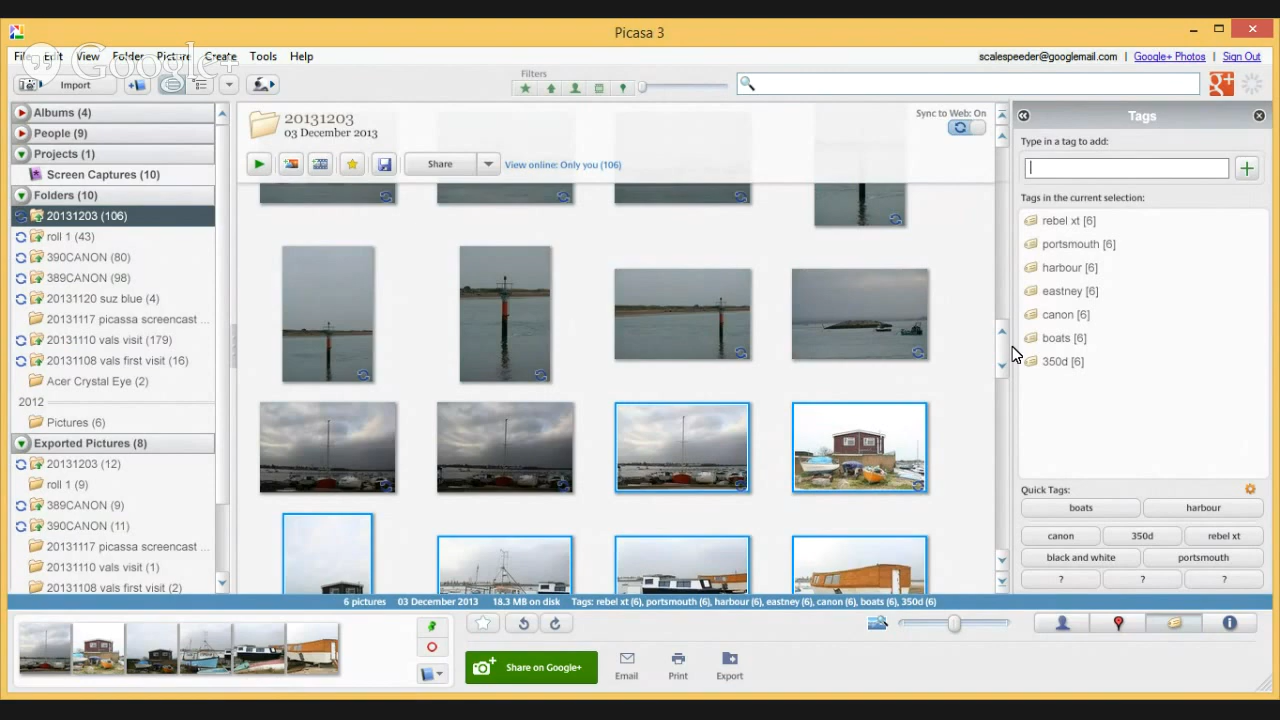 Picasa 3
File Edit View Folder Picture Create Tools Help
Google+
scalespeeder@googlemail.com Google+ Photos Sign Out
Import
Filters
Albums (4)
People (9)
Projects (1)
Screen Captures (10)
Folders (10)
20131203 (106)
roll 1 (43)
390CANON (80)
389CANON (98)
20131120 suz blue (4)
20131117 picassa screencast ...
20131110 vals visit (179)
20131108 vals first visit (16)
Acer Crystal Eye (2)
2012
Pictures (6)
Exported Pictures (8)
20131203 (12)
roll 1 (9)
389CANON (9)
390CANON (11)
20131117 picassa screencast ...
20131110 vals visit (1)
20131108 vals first visit (2)
20131203
03 December 2013
Sync to Web: On
Share
View online: Only you (106)
Tags
Type in a tag to add:
Tags in the current selection:
rebel xt [6]
portsmouth [6]
harbour [6]
eastney [6]
canon [6]
boats [6]
350d [6]
Quick Tags:
boats harbour
canon 350d rebel xt
black and white portsmouth
? ? ?
6 pictures 03 December 2013 18.3 MB on disk Tags: rebel xt (6), portsmouth (6), harbour (6), eastney (6), canon (6), boats (6), 350d (6)
Share on Google+
Email Print Export